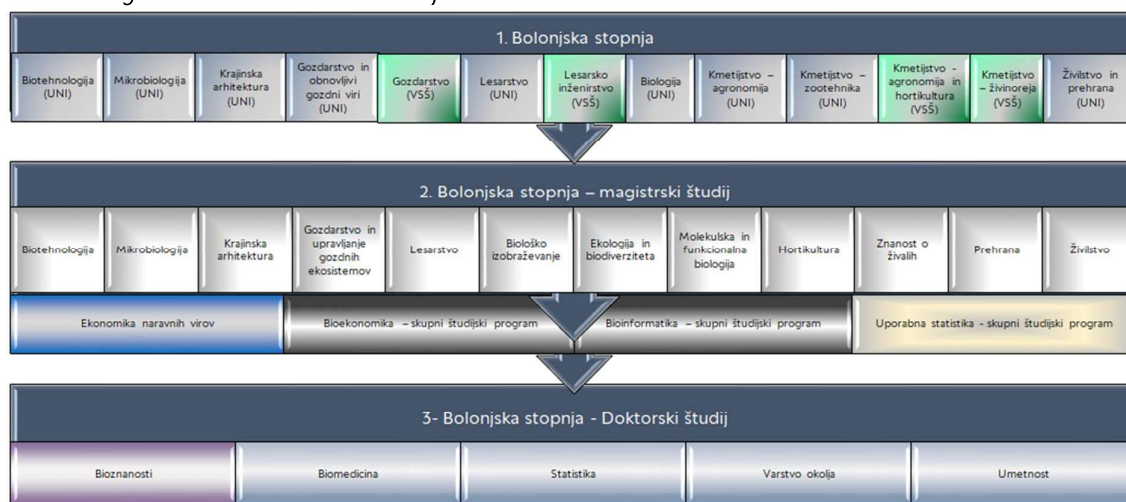 1. Bolonjska stopnja
Biotehnologija
(UNI)
Mikrobiologija
(UNI)
Krajinska
arhitektura
(UNI)
Gozdarstvo in
obnovljivi
gozdni viri
(UNI)
Gozdarstvo
(VSŠ)
Lesarstvo
(UNI)
Lesarsko
inženirstvo
(VSŠ)
Biologija
(UNI)
Kmetijstvo –
agronomija
(UNI)
Kmetijstvo –
zootehnika
(UNI)
Kmetijstvo -
agronomija in
hortikultura
(VSŠ)
Kmetijstvo
– živinoreja
(VSŠ)
Živilstvo in
prehrana
(UNI)
2. Bolonjska stopnja – magistrski študij
Biotehnologija
Mikrobiologija
Krajinska
arhitektura
Gozdarstvo in
upravljanje
gozdnih
ekosistemov
Lesarstvo
Biološko
izobraževanje
Ekologija in
biodiverziteta
Molekulska in
funkcionalna
biologija
Hortikultura
Znanost o
živalih
Prehrana
Živilstvo
Ekonomika naravnih virov
Bioekonomika – skupni študijski program
Bioinformatika – skupni študijski program
Uporabna statistika - skupni študijski program
3- Bolonjska stopnja - Doktorski študij
Bioznanosti
Biomedicina
Statistika
Varstvo okolja
Umetnost